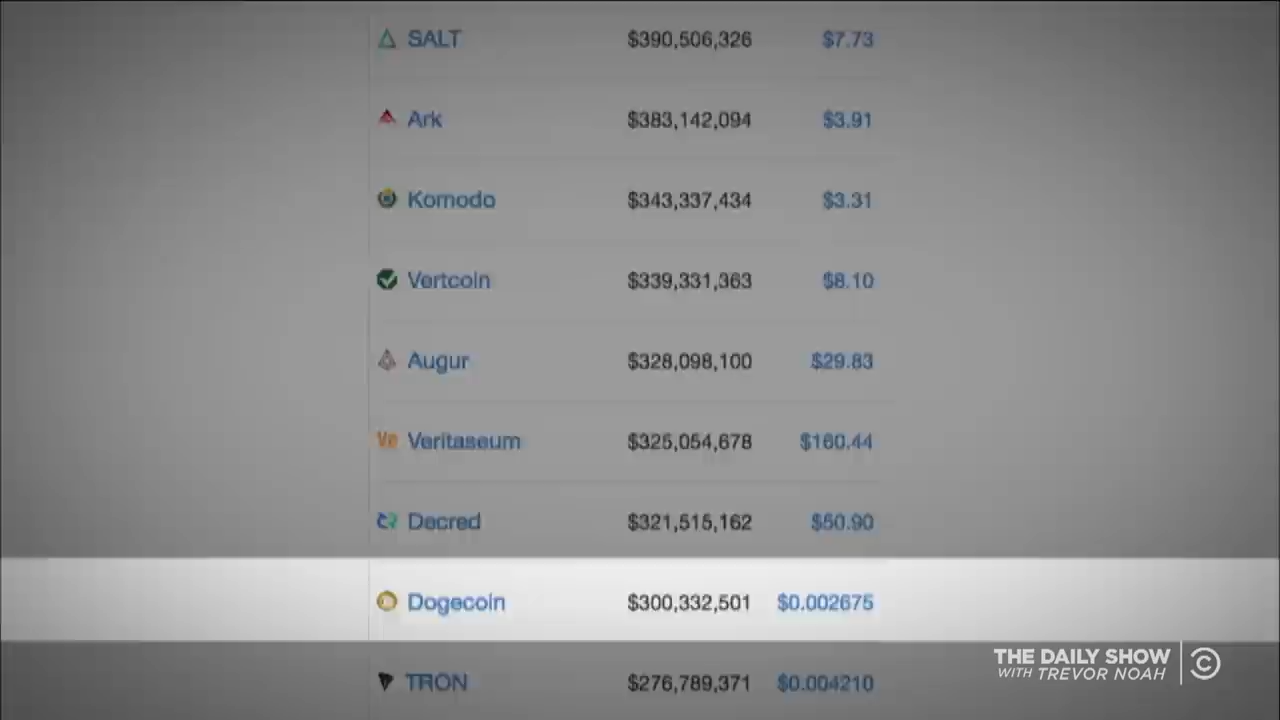 SALT $390,506,326 $7.73
Ark $383,142,094 $3.91
Komodo $343,337,434 $3.31
Vertcoin $339,331,363 $8.10
Augur $328,098,100 $29.83
Ve Veritaseum $325,054,678 $160.44
Decred $321,515,162 $50.90
Dogecoin $300,332,501 $0.002675
TRON $276,789,371 $0.004210
THE DAILY SHOW
WITH TREVOR NOAH